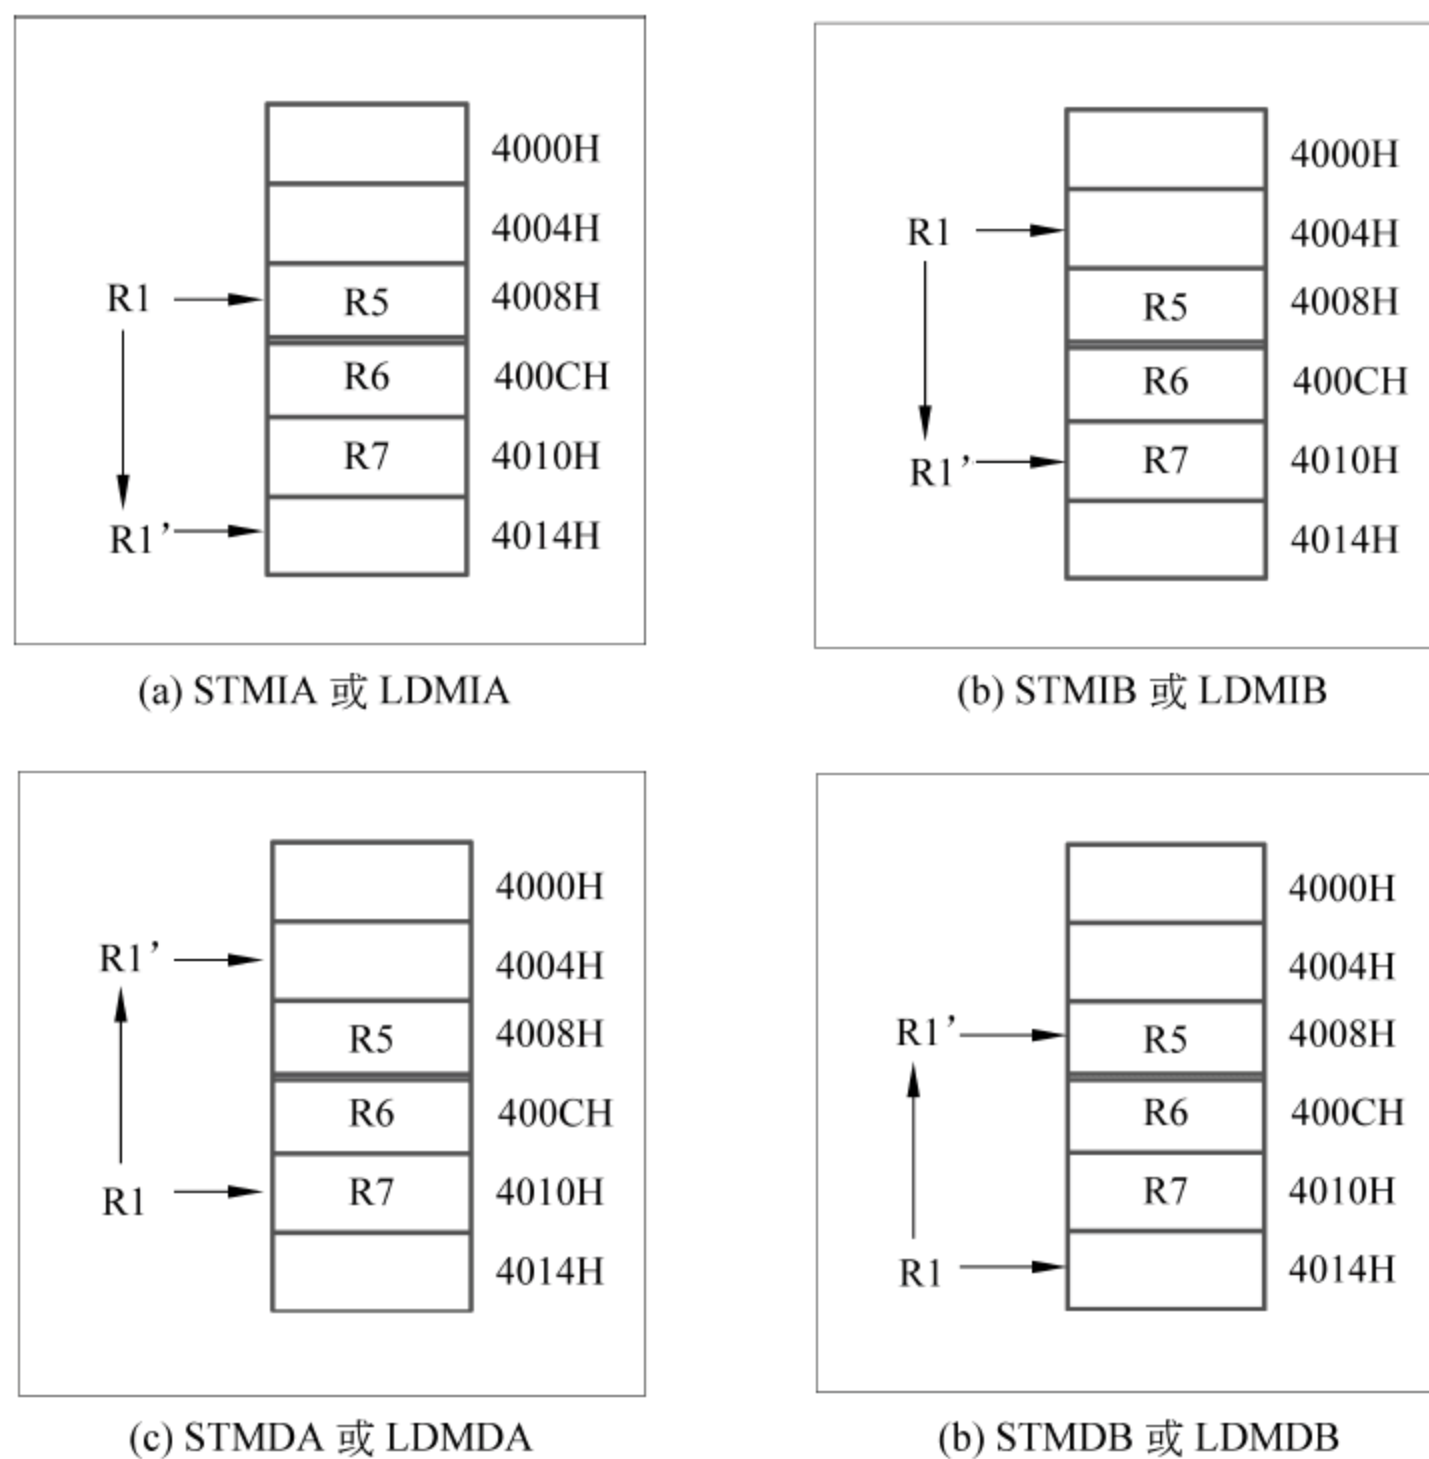 4000H
4004H
R1 R5 4008H
R6 400CH
R7 4010H
R1’ 4014H
(a) STMIA 或 LDMIA
4000H
R1 4004H
R5 4008H
R6 400CH
R1’ R7 4010H
4014H
(b) STMIB 或 LDMIB
4000H
R1’ 4004H
R5 4008H
R6 400CH
R1 R7 4010H
4014H
(c) STMDA 或 LDMDA
4000H
4004H
R1’ R5 4008H
R6 400CH
R7 4010H
R1 4014H
(b) STMDB 或 LDMDB